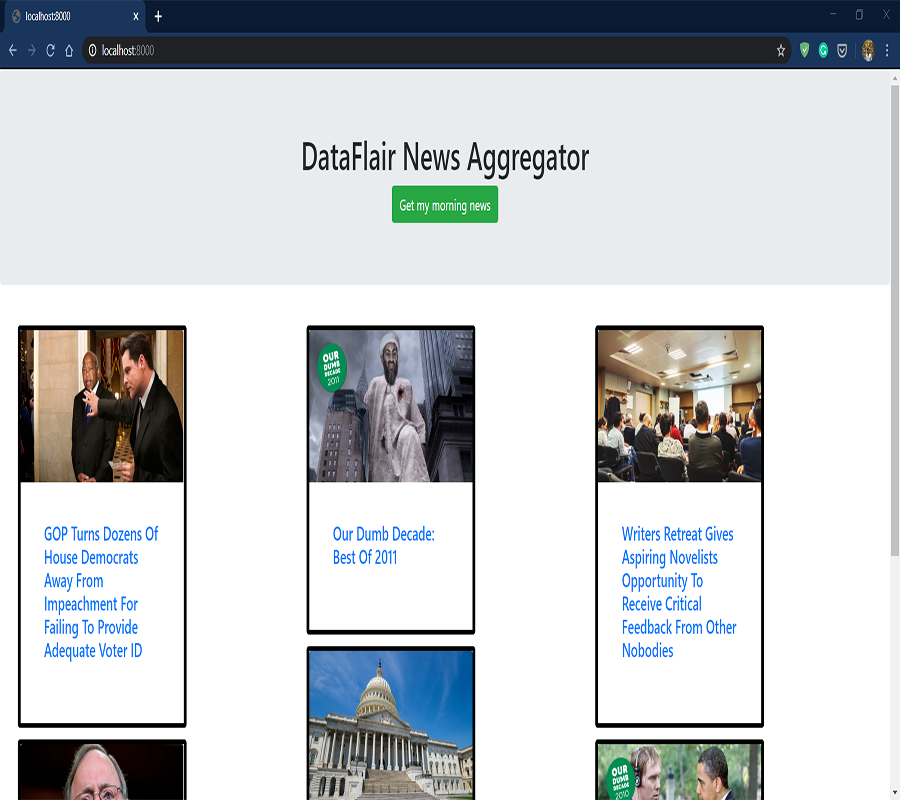 localhost:8000
localhost:8000
DataFlair News Aggregator
Get my morning news
OUR
DUMB
DECADE
2011
GOP Turns Dozens Of
House Democrats
Away From
Impeachment For
Failing To Provide
Adequate Voter ID
Our Dumb Decade:
Best Of 2011
Writers Retreat Gives
Aspiring Novelists
Opportunity To
Receive Critical
Feedback From Other
Nobodies
OUR
DUMB
DECADE
2010